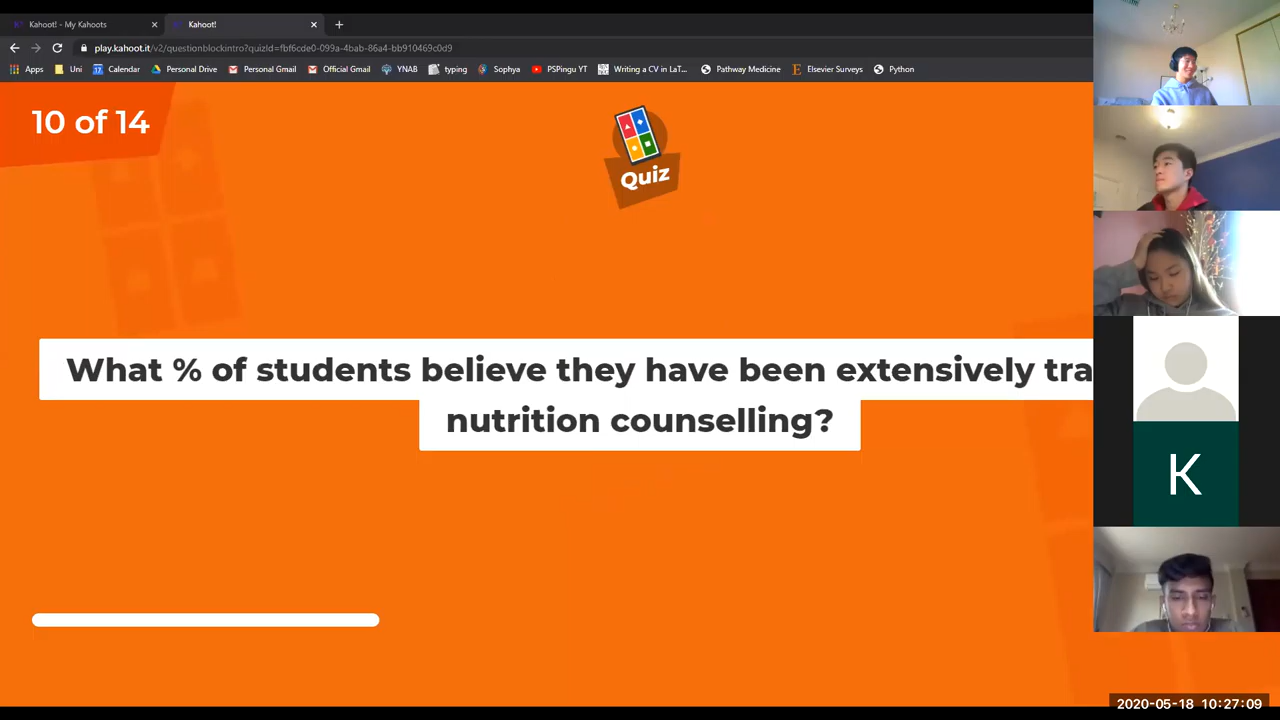 Kahoot! - My Kahoots
Kahoot!
play.kahoot.it/v2/questionblockintro?quizId=fbf6cde0-099a-4bab-86a4-bb910469c0d9
Apps Uni Calendar Personal Drive Personal Gmail Official Gmail YNAB typing Sophya PSPingu YT Writing a CV in LaT... Pathway Medicine Elsevier Surveys Python
10 of 14
Quiz
What % of students believe they have been extensively tra
nutrition counselling?
K
2020-05-18 10:27:09